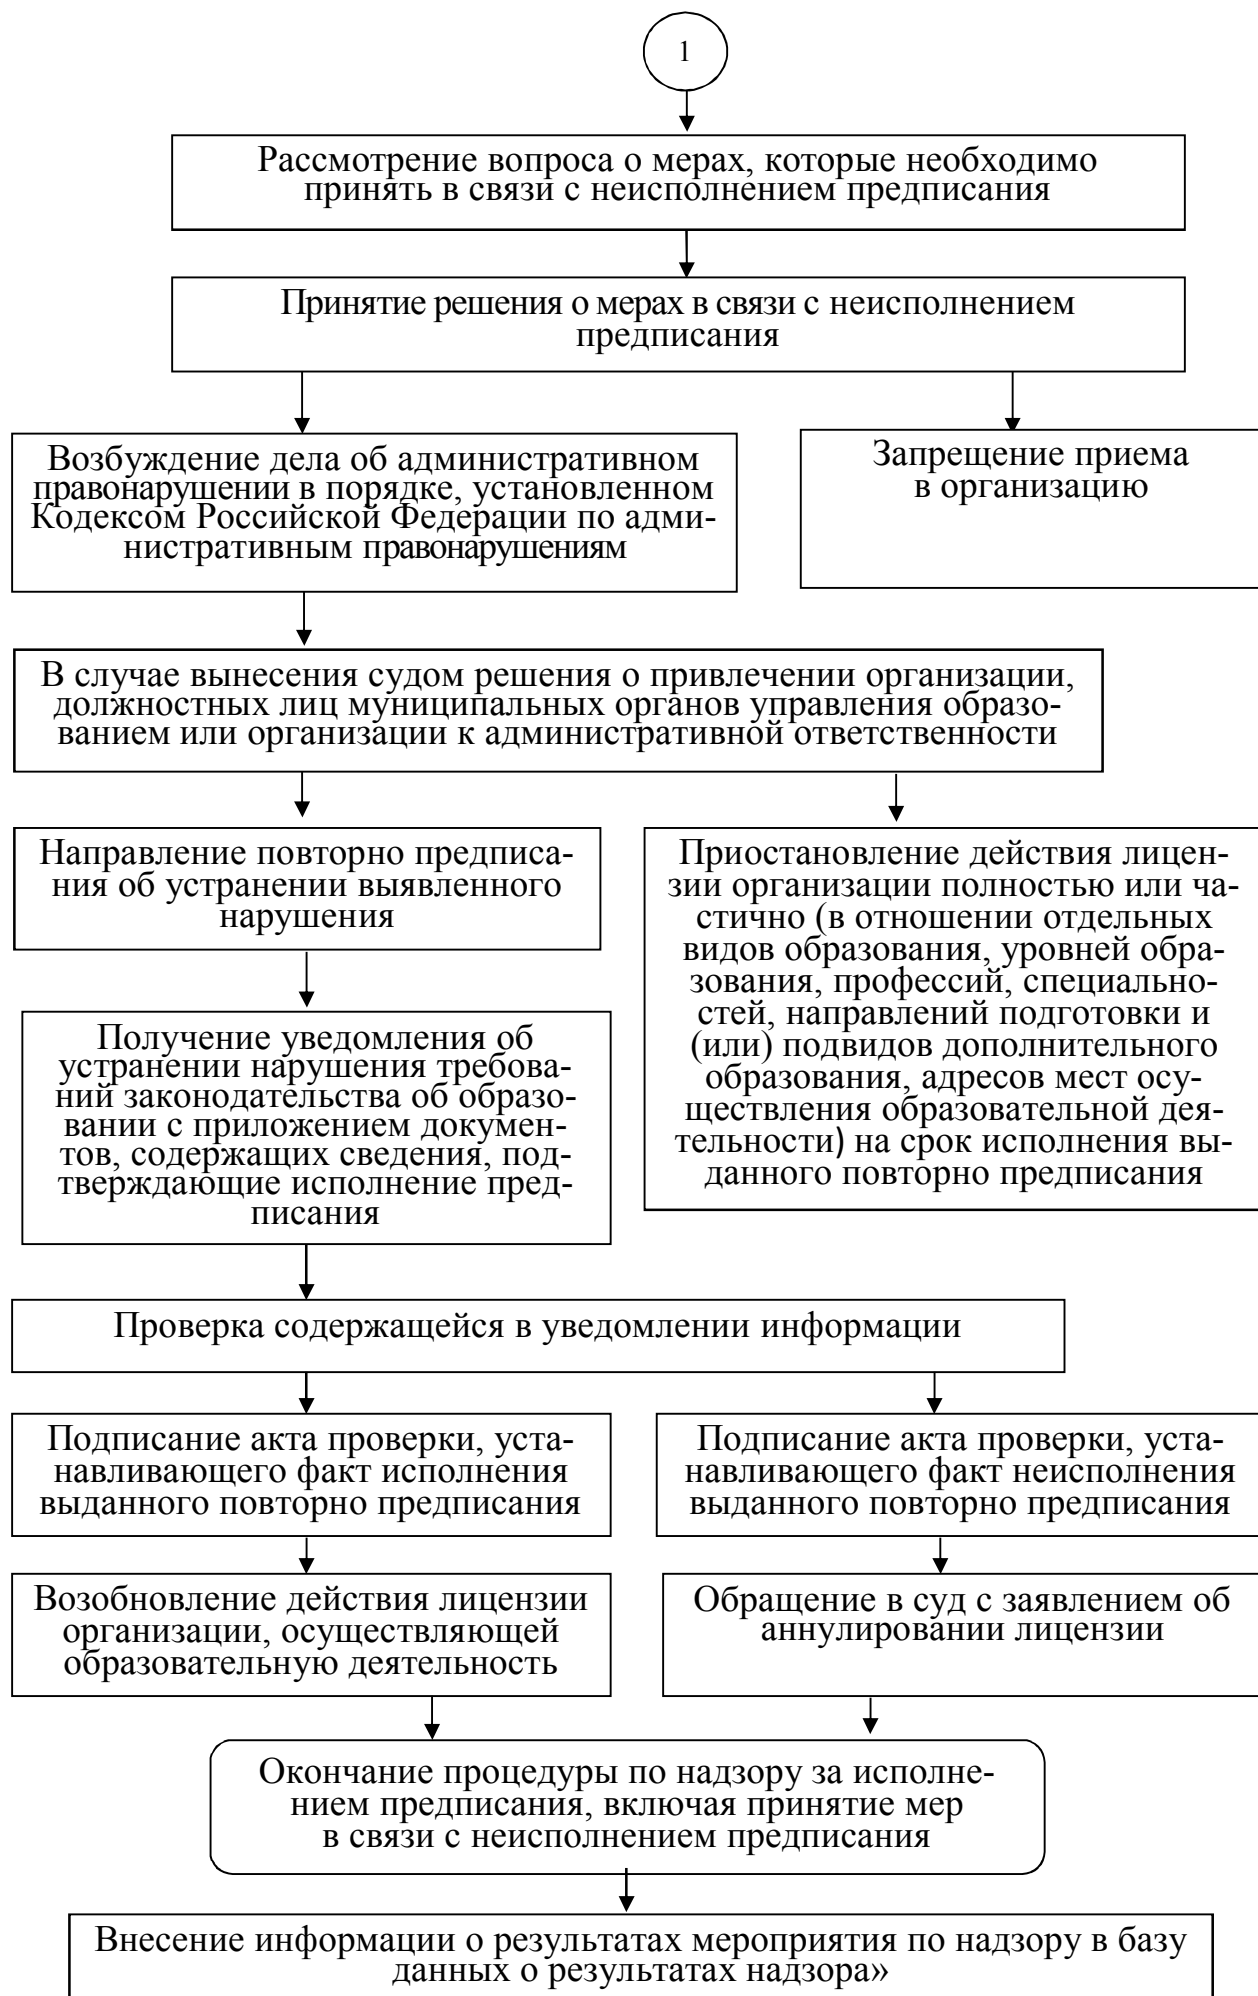 1
Рассмотрение вопроса о мерах, которые необходимо
принять в связи с неисполнением предписания
Принятие решения о мерах в связи с неисполнением
предписания
Возбуждение дела об административном
правонарушении в порядке, установленном
Кодексом Российской Федерации по адми-
нистративным правонарушениям
Запрещение приема
в организацию
В случае вынесения судом решения о привлечении организации,
должностных лиц муниципальных органов управления образо-
ванием или организации к административной ответственности
Направление повторно предписа-
ния об устранении выявленного
нарушения
Приостановление действия лицен-
зии организации полностью или ча-
стично (в отношении отдельных
видов образования, уровней обра-
зования, профессий, специально-
стей, направлений подготовки и
(или) подвидов дополнительного
образования, адресов мест осу-
ществления образовательной дея-
тельности) на срок исполнения вы-
данного повторно предписания
Получение уведомления об
устранении нарушения требова-
ний законодательства об образо-
вании с приложением докумен-
тов, содержащих сведения, под-
тверждающие исполнение пред-
писания
Проверка содержащейся в уведомлении информации
Подписание акта проверки, уста-
навливающего факт исполнения
выданного повторно предписания
Подписание акта проверки, уста-
навливающего факт неисполнения
выданного повторно предписания
Возобновление действия лицензии
организации, осуществляющей
образовательную деятельность
Обращение в суд с заявлением об
аннулировании лицензии
Окончание процедуры по надзору за исполне-
нием предписания, включая принятие мер
в связи с неисполнением предписания
Внесение информации о результатах мероприятия по надзору в базу
данных о результатах надзора»